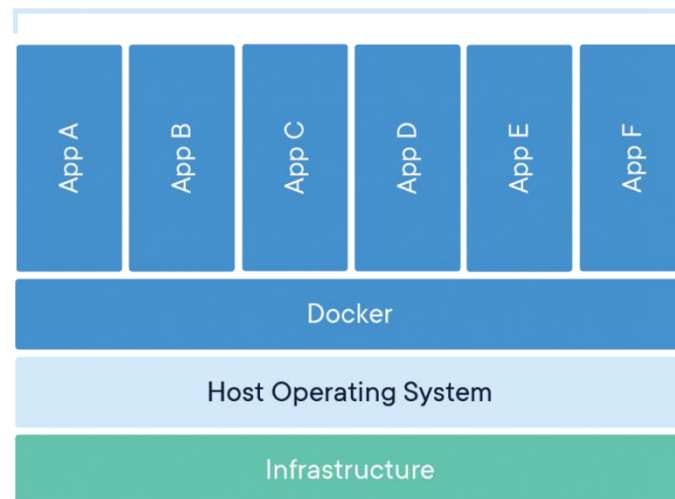 App A
App B
App C
App D
App E
App F
Docker
Host Operating System
Infrastructure